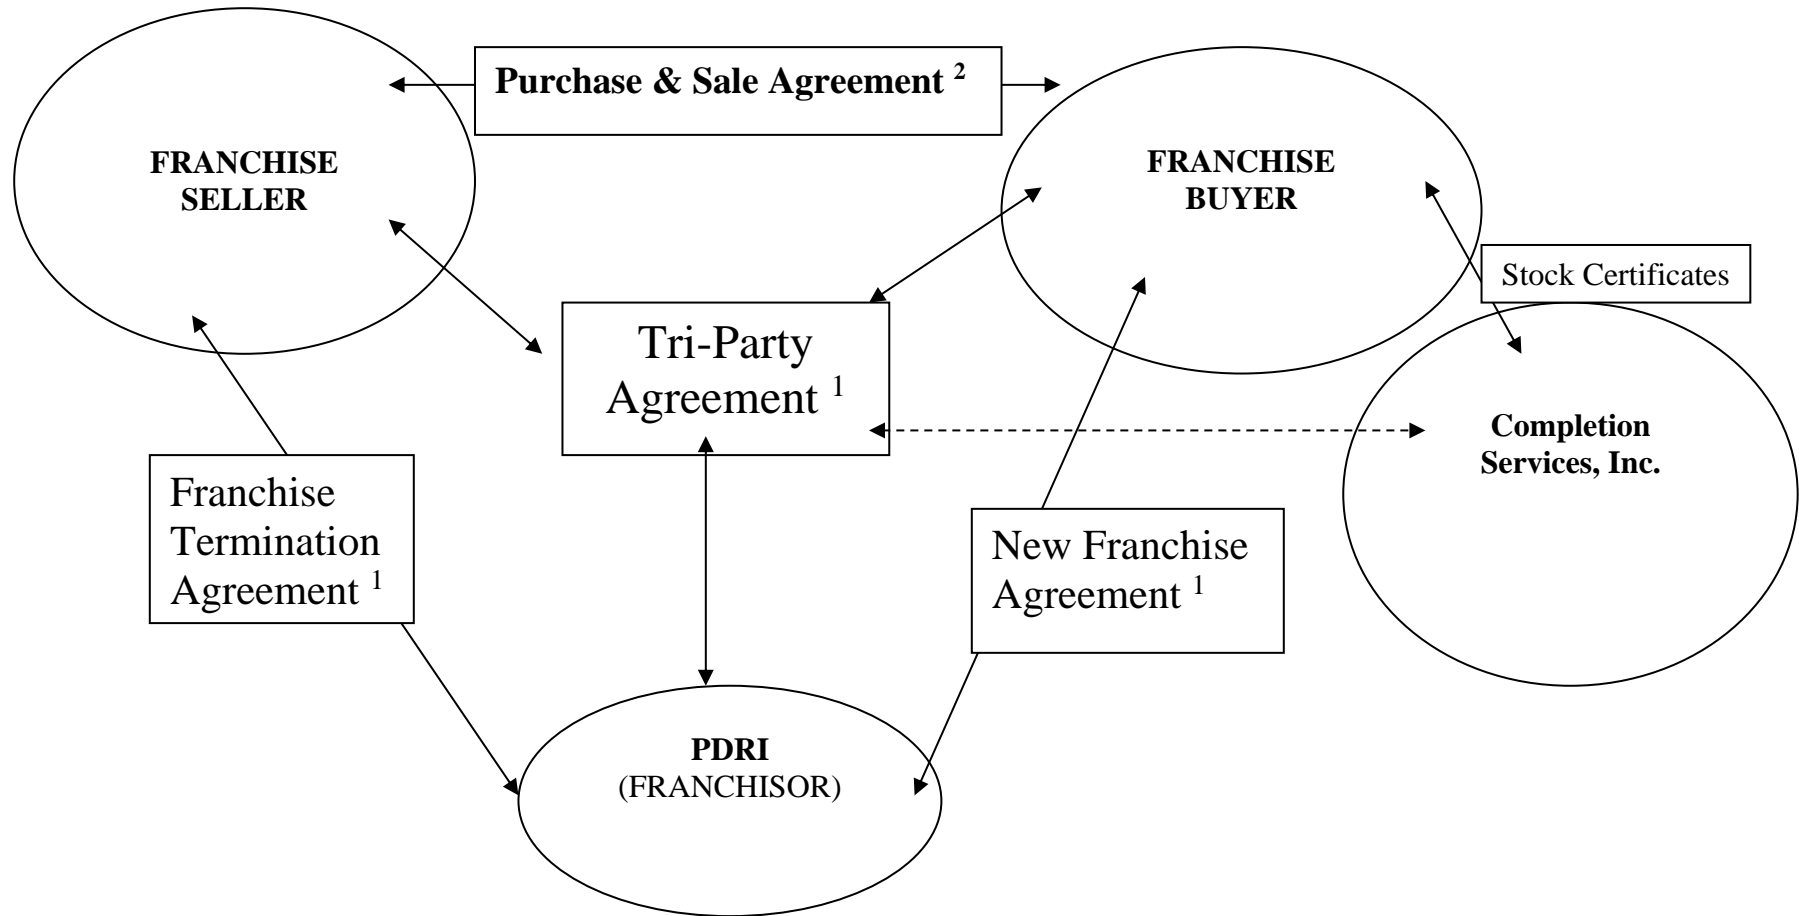 Purchase & Sale Agreement ²
FRANCHISE
SELLER
FRANCHISE
BUYER
Stock Certificates
Tri-Party
Agreement ¹
Completion
Services, Inc.
Franchise
Termination
Agreement ¹
New Franchise
Agreement ¹
PDRI
(FRANCHISOR)